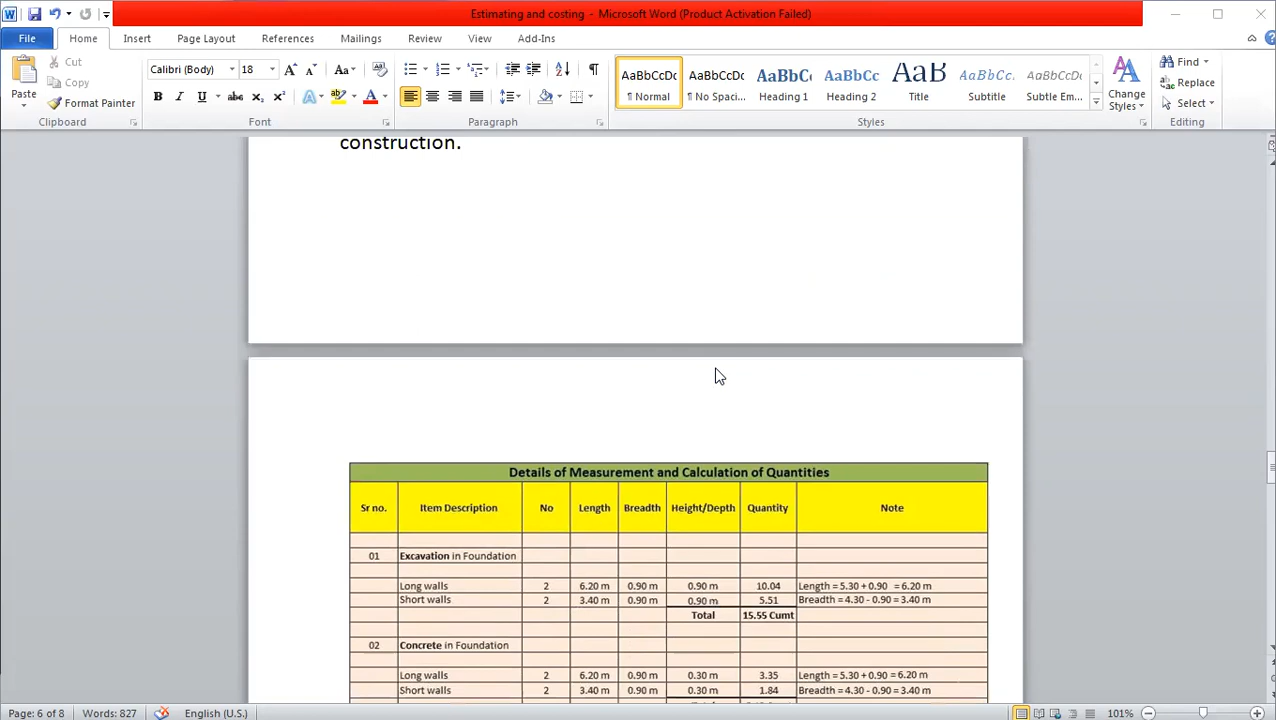 Estimating and costing - Microsoft Word (Product Activation Failed)
File Home Insert Page Layout References Mailings Review View Add-Ins
Cut
Copy
Format Painter
Paste
Calibri (Body) 18
AaBbCcDc AaBbCcDc AaBbC AaBbCc AaB AaBbCc. AaBbCcDc
¶ Normal ¶ No Spaci... Heading 1 Heading 2 Title Subtitle Subtle Em...
Change Styles
Find
Replace
Select
Clipboard Font Paragraph Styles Editing
construction.
Details of Measurement and Calculation of Quantities
Sr no. Item Description No Length Breadth Height/Depth Quantity Note
01 Excavation in Foundation
Long walls 2 6.20 m 0.90 m 0.90 m 10.04 Length = 5.30 + 0.90 = 6.20 m
Short walls 2 3.40 m 0.90 m 0.90 m 5.51 Breadth = 4.30 - 0.90 = 3.40 m
Total 15.55 Cumt
02 Concrete in Foundation
Long walls 2 6.20 m 0.90 m 0.30 m 3.35 Length = 5.30 + 0.90 = 6.20 m
Short walls 2 3.40 m 0.90 m 0.30 m 1.84 Breadth = 4.30 - 0.90 = 3.40 m
Page: 6 of 8 Words: 827 English (U.S.) 101%